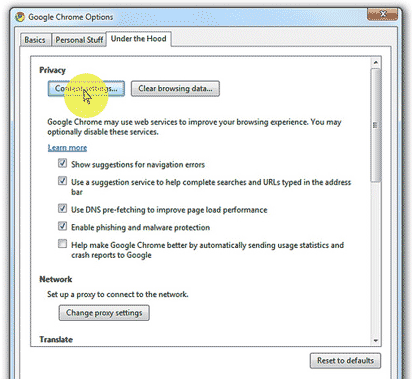 Google Chrome Options
Basics Personal Stuff Under the Hood
Privacy
Content settings... Clear browsing data...
Google Chrome may use web services to improve your browsing experience. You may
optionally disable these services.
Learn more
Show suggestions for navigation errors
Use a suggestion service to help complete searches and URLs typed in the address
bar
Use DNS pre-fetching to improve page load performance
Enable phishing and malware protection
Help make Google Chrome better by automatically sending usage statistics and
crash reports to Google
Network
Set up a proxy to connect to the network.
Change proxy settings
Translate
Reset to defaults